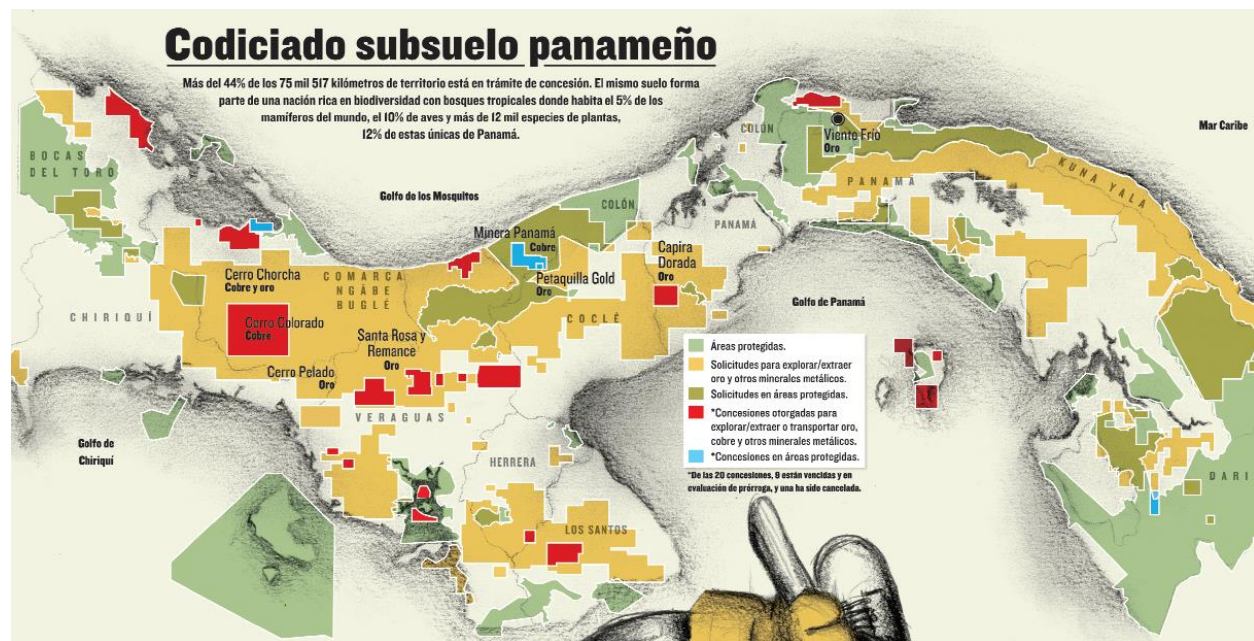 Codiciado subsuelo panameño
Más del 44% de los 75 mil 517 kilómetros de territorio está en trámite de concesión. El mismo suelo forma
parte de una nación rica en biodiversidad con bosques tropicales donde habita el 5% de los
mamíferos del mundo, el 10% de aves y más de 12 mil especies de plantas,
12% de estas únicas de Panamá.
BOCAS
DEL TORO
Golfo de los Mosquitos
COLÓN
COLÓN
Viento Frío
Oro
Mar Caribe
KUNA YALA
PANAMÁ
PANAMÁ
Minera Panamá
Cobre
Petaquilla Gold
Oro
Capira
Dorada
Oro
Cerro Chorcha
Cobre y oro
COMARCA
NGÄBE
BUGLÉ
Golfo de Panamá
CHIRIQUÍ
Cerro Colorado
Cobre
COCLÉ
Santa Rosa y
Remance
Oro
Cerro Pelado
Oro
VERAGUAS
Golfo de
Chiriquí
HERRERA
LOS SANTOS
DARI
Áreas protegidas.
Solicitudes para explorar/extraer
oro y otros minerales metálicos.
Solicitudes en áreas protegidas.
*Concesiones otorgadas para
explorar/extraer o transportar oro,
cobre y otros minerales metálicos.
*Concesiones en áreas protegidas.
*De las 20 concesiones, 9 están vencidas y en
evaluación de prórroga, y una ha sido cancelada.